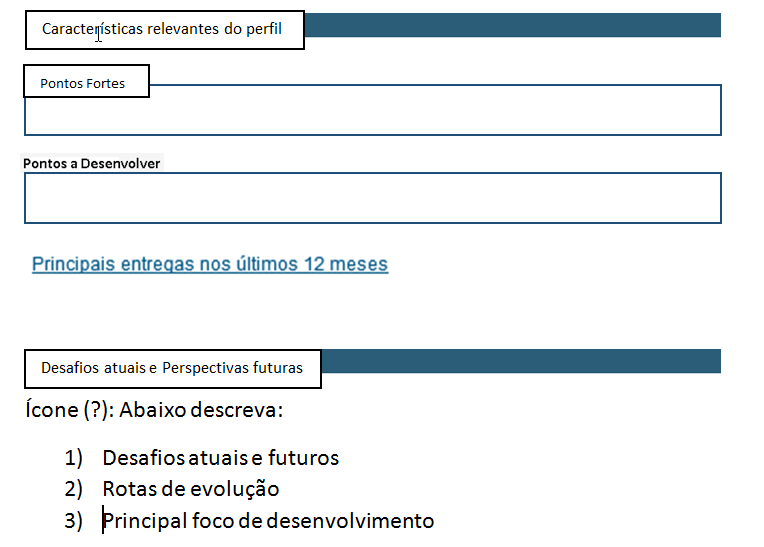 Características relevantes do perfil
Pontos Fortes
Pontos a Desenvolver
Principais entregas nos últimos 12 meses
Desafios atuais e Perspectivas futuras
Ícone (?): Abaixo descreva:
1) Desafios atuais e futuros
2) Rotas de evolução
3) Principal foco de desenvolvimento